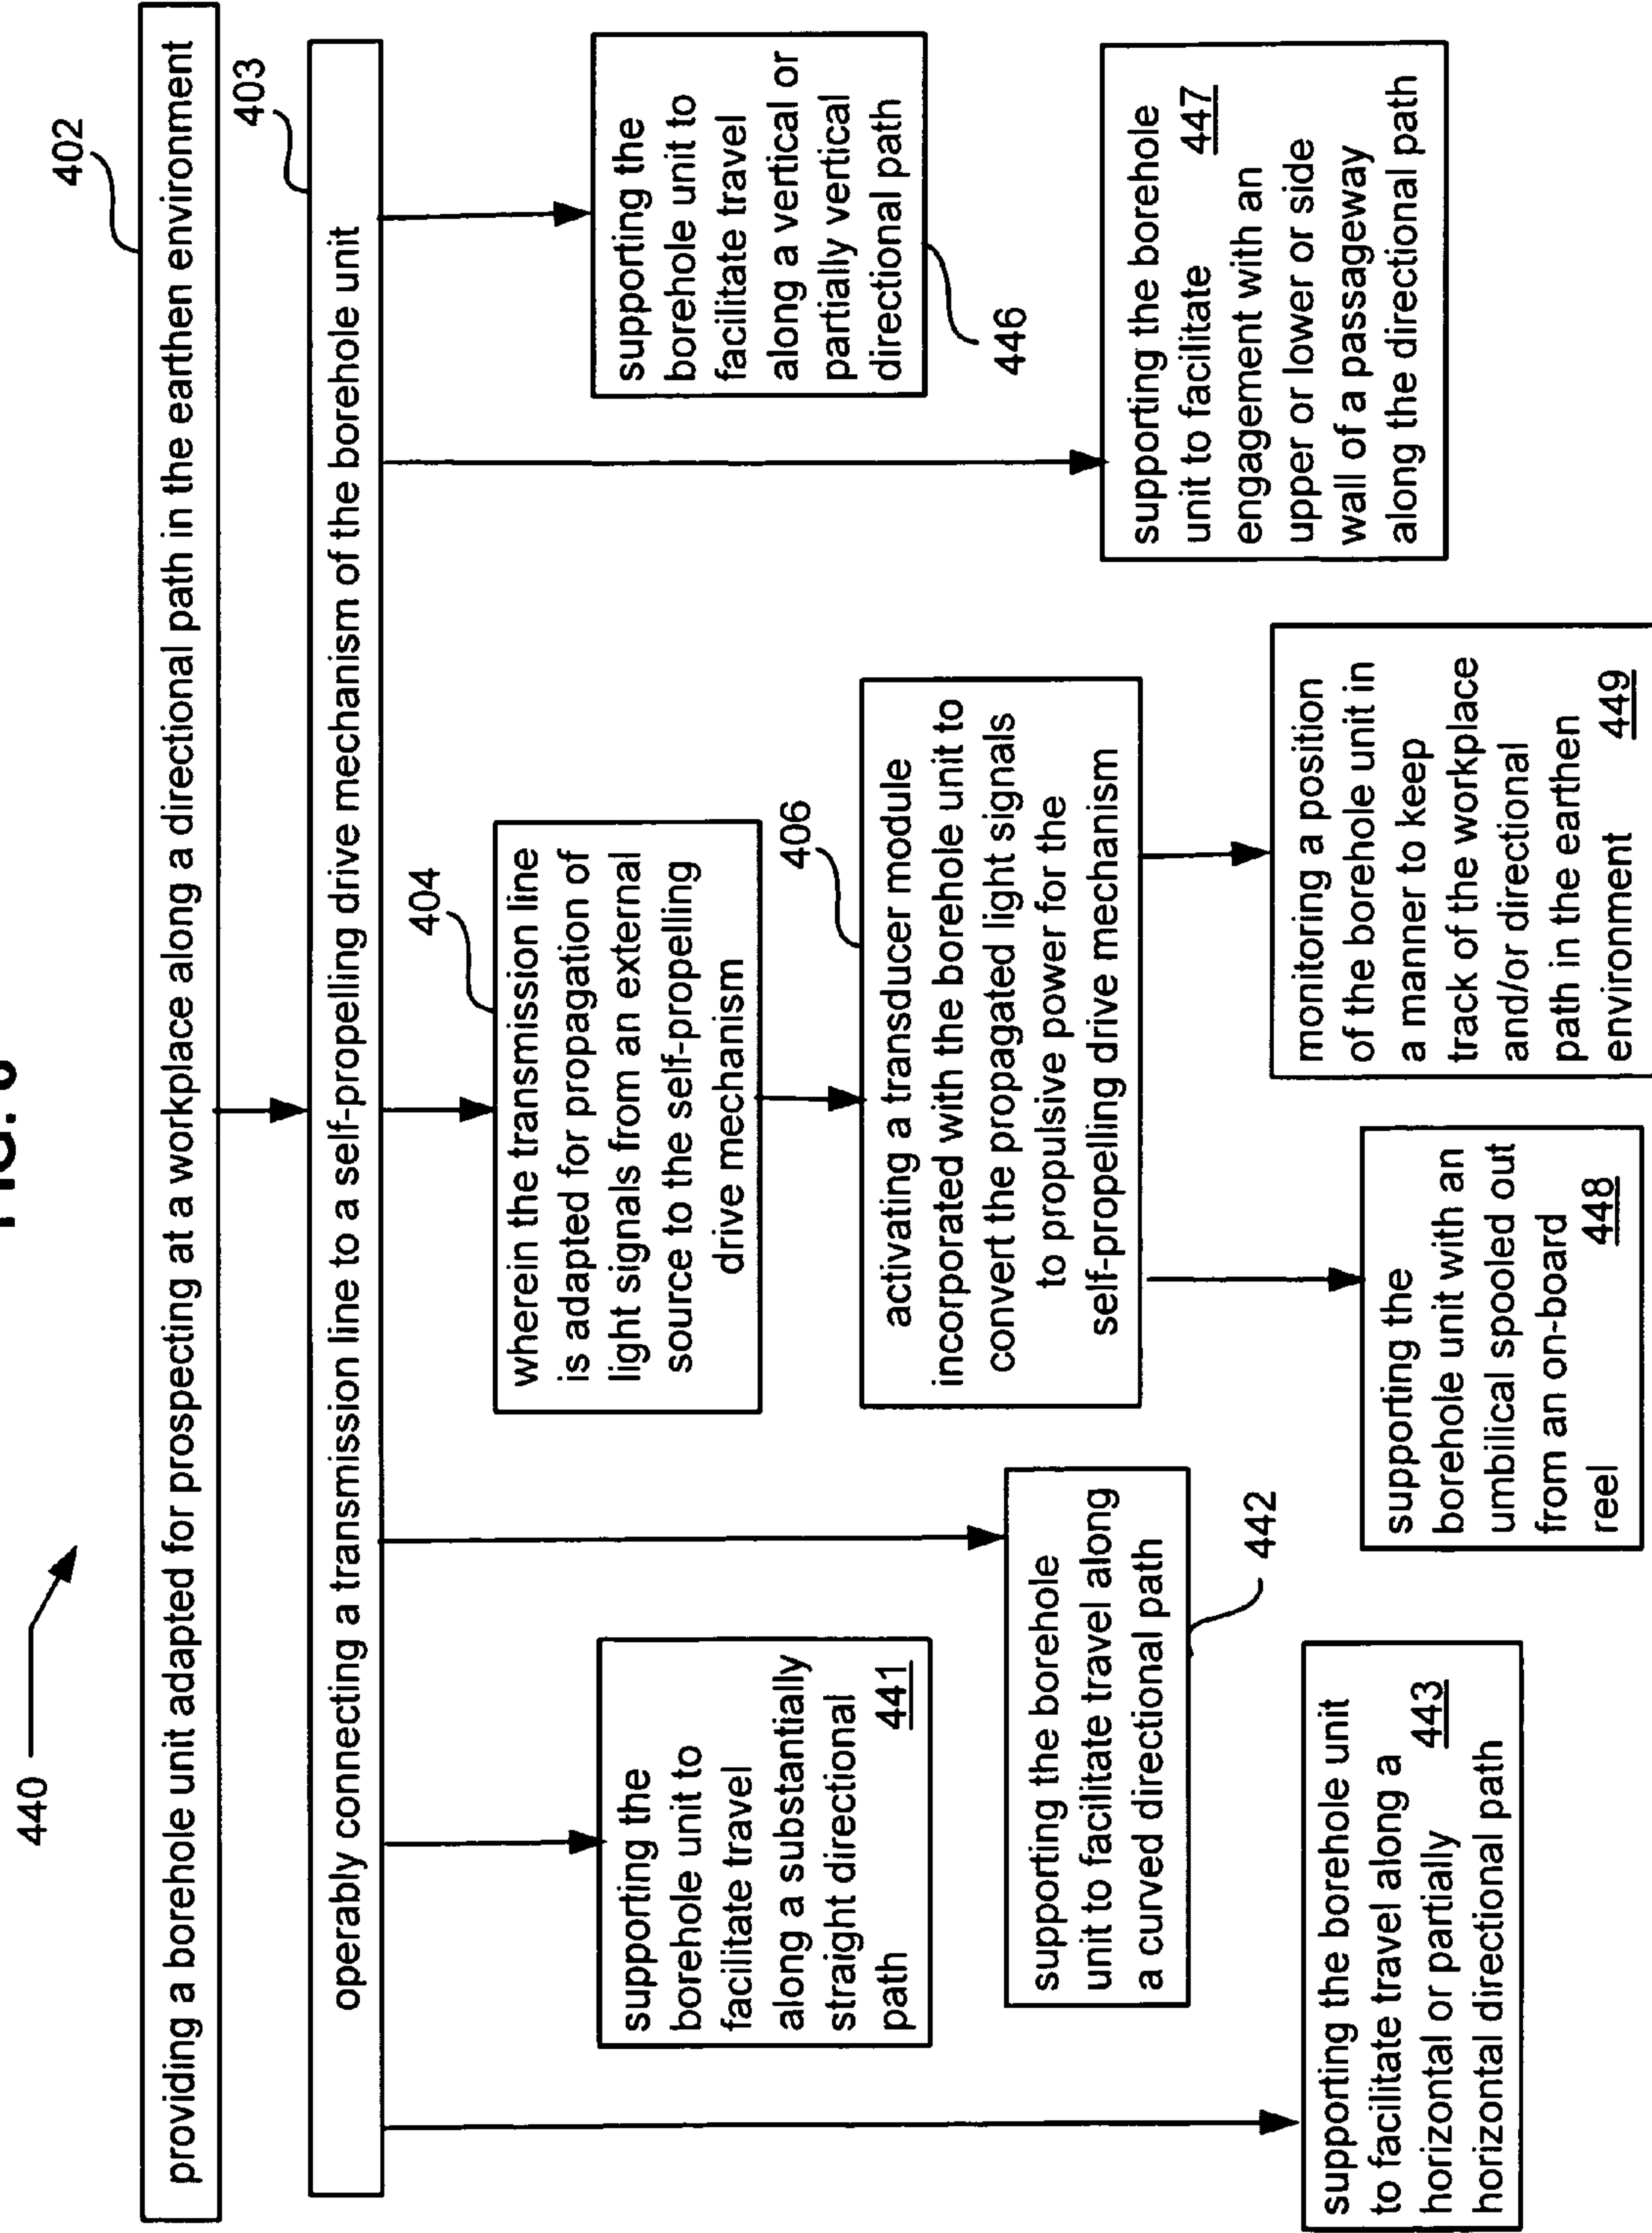 FIG.
440
402
providing a borehole unit adapted for prospecting at a workplace along a directional path in the earthen environment
403
operably connecting a transmission line to a self-propelling drive mechanism of the borehole unit
404
wherein the transmission line
is adapted for propagation of
light signals from an external
source to the self-propelling
drive mechanism
supporting the
borehole unit to
facilitate travel
along a vertical or
partially vertical
directional path
446
supporting the
borehole unit to
facilitate travel
along a substantially
straight directional
path 441
406
activating a transducer module
incorporated with the borehole unit to
convert the propagated light signals
to propulsive power for the
self-propelling drive mechanism
supporting the borehole
unit to facilitate travel along
a curved directional path
442
supporting the borehole
unit to facilitate 447
engagement with an
upper or lower or side
wall of a passageway
along the directional path
supporting the borehole unit
to facilitate travel along a
horizontal or partially 443
horizontal directional path
supporting the
borehole unit with an
umbilical spooled out
from an on-board
reel 448
monitoring a position
of the borehole unit in
a manner to keep
track of the workplace
and/or directional
path in the earthen
environment 449